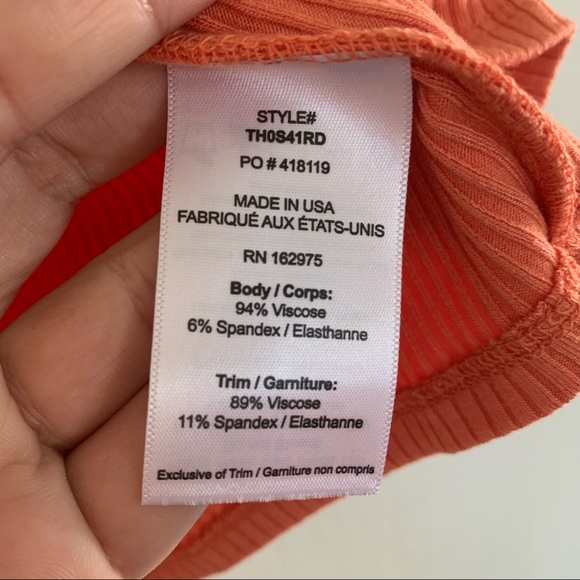 STYLE#
TH0S41RD
PO # 418119
MADE IN USA
FABRIQUÉ AUX ÉTATS-UNIS
RN 162975
Body / Corps:
94% Viscose
6% Spandex / Elasthanne
Trim / Garniture:
89% Viscose
11% Spandex / Elasthanne
Exclusive of Trim / Garniture non compris